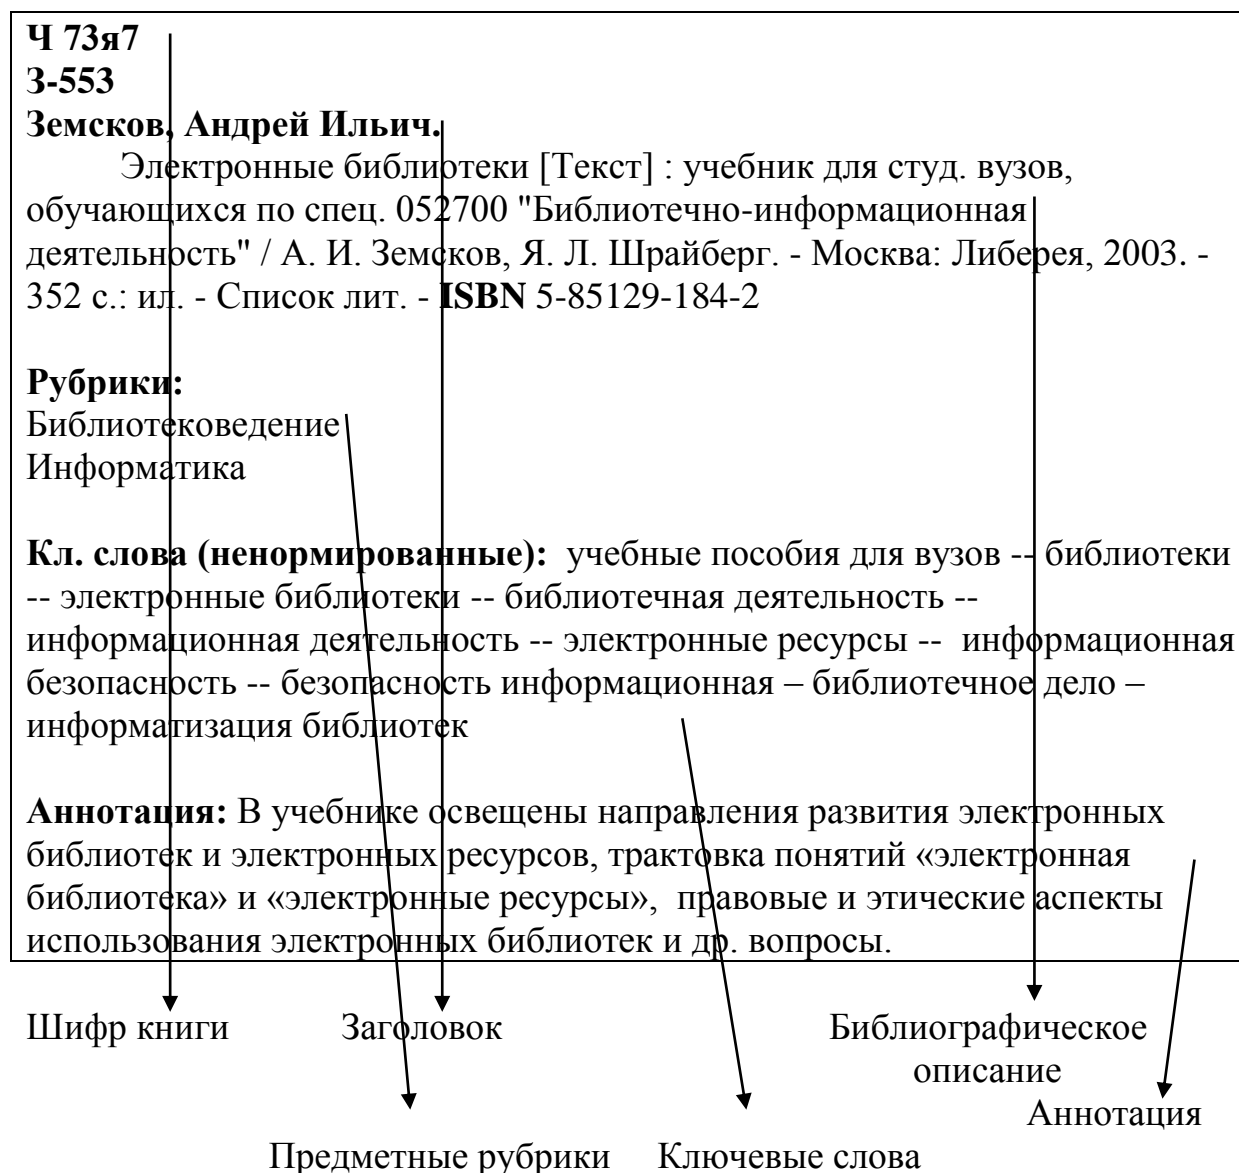 Ч 73я7
З-553
Земсков, Андрей Ильич.
Электронные библиотеки [Текст] : учебник для студ. вузов,
обучающихся по спец. 052700 "Библиотечно-информационная
деятельность" / А. И. Земсков, Я. Л. Шрайберг. - Москва: Либерея, 2003. -
352 с.: ил. - Список лит. - ISBN 5-85129-184-2
Рубрики:
Библиотековедение
Информатика
Кл. слова (ненормированные): учебные пособия для вузов -- библиотеки
-- электронные библиотеки -- библиотечная деятельность --
информационная деятельность -- электронные ресурсы -- информационная
безопасность -- безопасность информационная – библиотечное дело –
информатизация библиотек
Аннотация: В учебнике освещены направления развития электронных
библиотек и электронных ресурсов, трактовка понятий «электронная
библиотека» и «электронные ресурсы», правовые и этические аспекты
использования электронных библиотек и др. вопросы.
Шифр книги Заголовок Библиографическое
описание
Аннотация
Предметные рубрики Ключевые слова